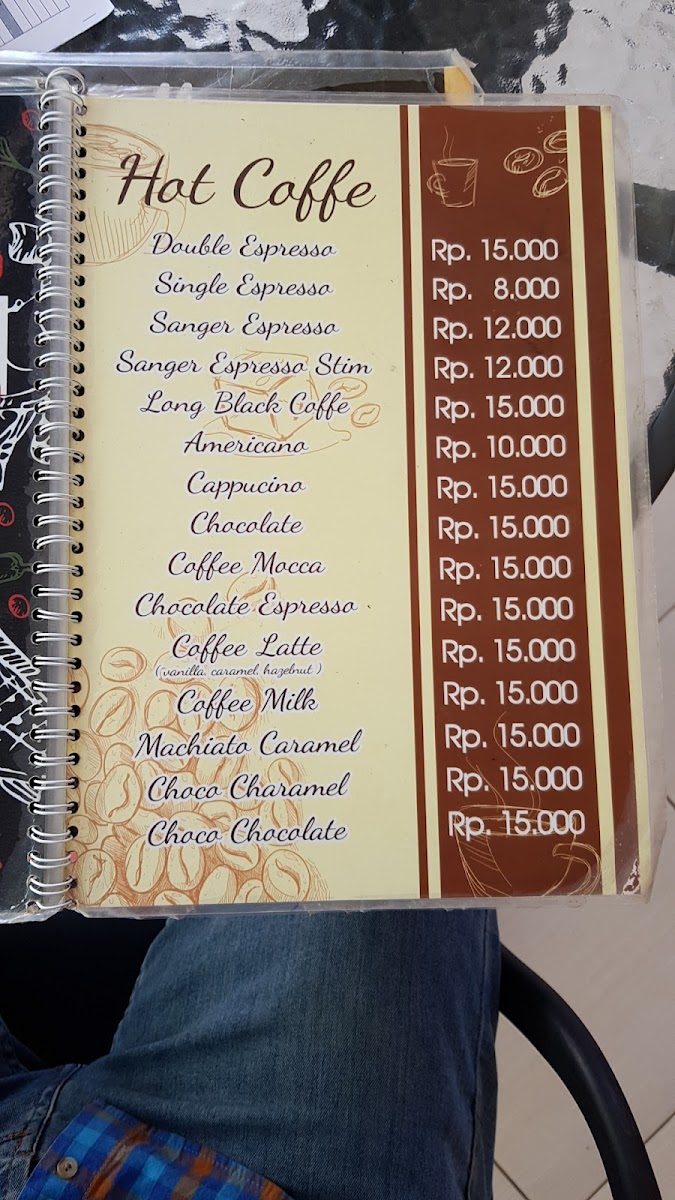 Hot Coffe
Double Espresso Rp. 15.000
Single Espresso Rp. 8.000
Sanger Espresso Rp. 12.000
Sanger Espresso Stim Rp. 12.000
Long Black Coffe Rp. 15.000
Americano Rp. 10.000
Cappucino Rp. 15.000
Chocolate Rp. 15.000
Coffee Mocca Rp. 15.000
Chocolate Espresso Rp. 15.000
Coffee Latte Rp. 15.000
( vanilla, caramel, hazelnut )
Coffee Milk Rp. 15.000
Machiato Caramel Rp. 15.000
Choco Charamel Rp. 15.000
Choco Chocolate Rp. 15.000